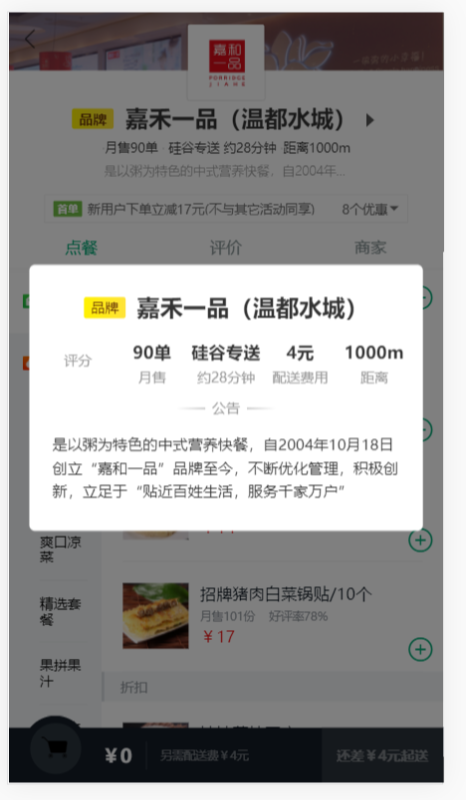 嘉和
一品
PORRIDGE
JIAHE
品牌 嘉禾一品（温都水城）
月售90单 硅谷专送 约28分钟 距离1000m
是以粥为特色的中式营养快餐，自2004年...
首单 新用户下单立减17元(不与其它活动同享) 8个优惠
点餐 评价 商家
品牌 嘉禾一品（温都水城）
评分 90单 硅谷专送 4元 1000m
月售 约28分钟 配送费用 距离
公告
是以粥为特色的中式营养快餐，自2004年10月18日
创立“嘉和一品”品牌至今，不断优化管理，积极创
新，立足于“贴近百姓生活，服务千家万户”
爽口凉
菜
招牌猪肉白菜锅贴/10个
月售101份 好评率78%
￥17
精选套
餐
果拼果
汁
折扣
￥0 另需配送费￥4元 还差￥4元起送